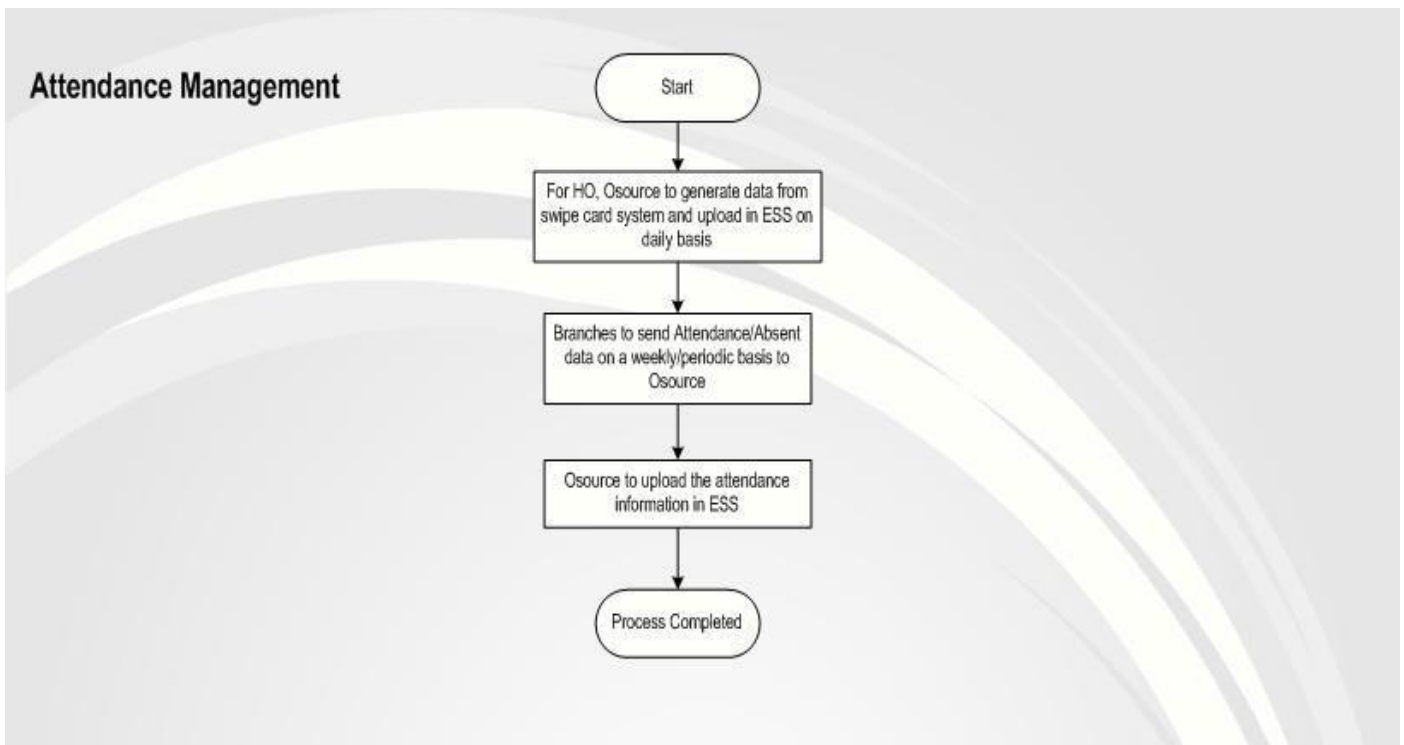 Attendance Management
Start
For HO, Osource to generate data from
swipe card system and upload in ESS on
daily basis
Branches to send Attendance/Absent
data on a weekly/periodic basis to
Osource
Osource to upload the attendance
information in ESS
Process Completed